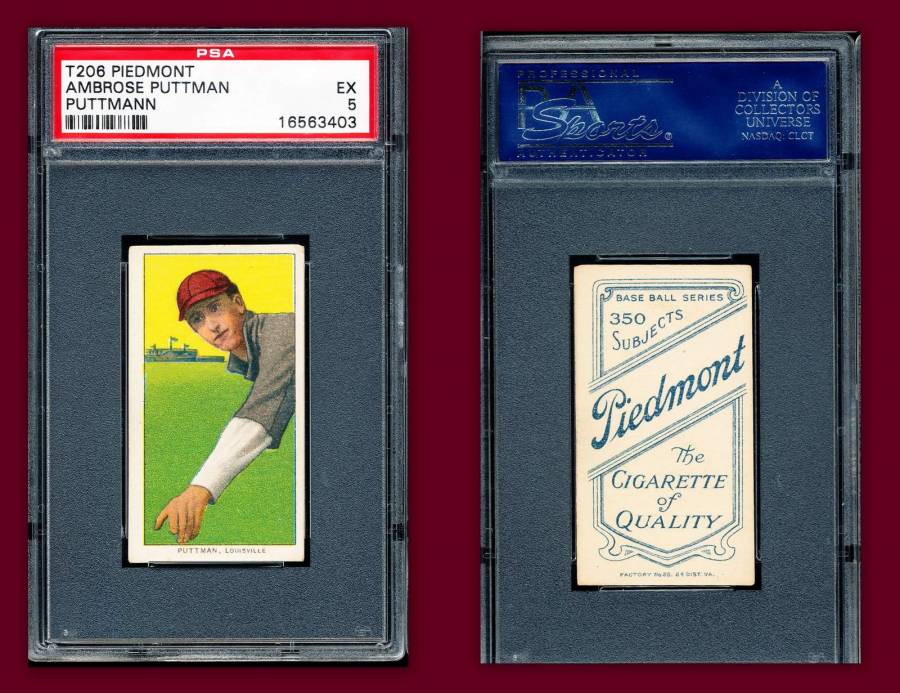 PSA
T206 PIEDMONT
AMBROSE PUTTMAN EX
PUTTMANN 5
16563403
PUTTMAN, LOUISVILLE
PROFESSIONAL
PSA
Sports®
AUTHENTICATOR
A
DIVISION OF
COLLECTORS
UNIVERSE
NASDAQ: CLCT
BASE BALL SERIES
350
SUBJECTS
Piedmont
The
CIGARETTE
of
QUALITY
FACTORY No 25, 2d DIST. VA.